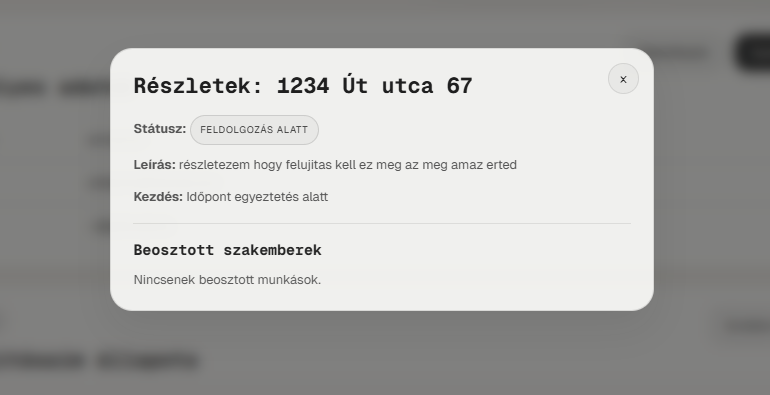 Részletek: 1234 Út utca 67
x
Státusz: FELDOLGOZÁS ALATT
Leírás: részletezem hogy felujitas kell ez meg az meg amaz erted
Kezdés: Időpont egyeztetés alatt
Beosztott szakemberek
Nincsenek beosztott munkások.